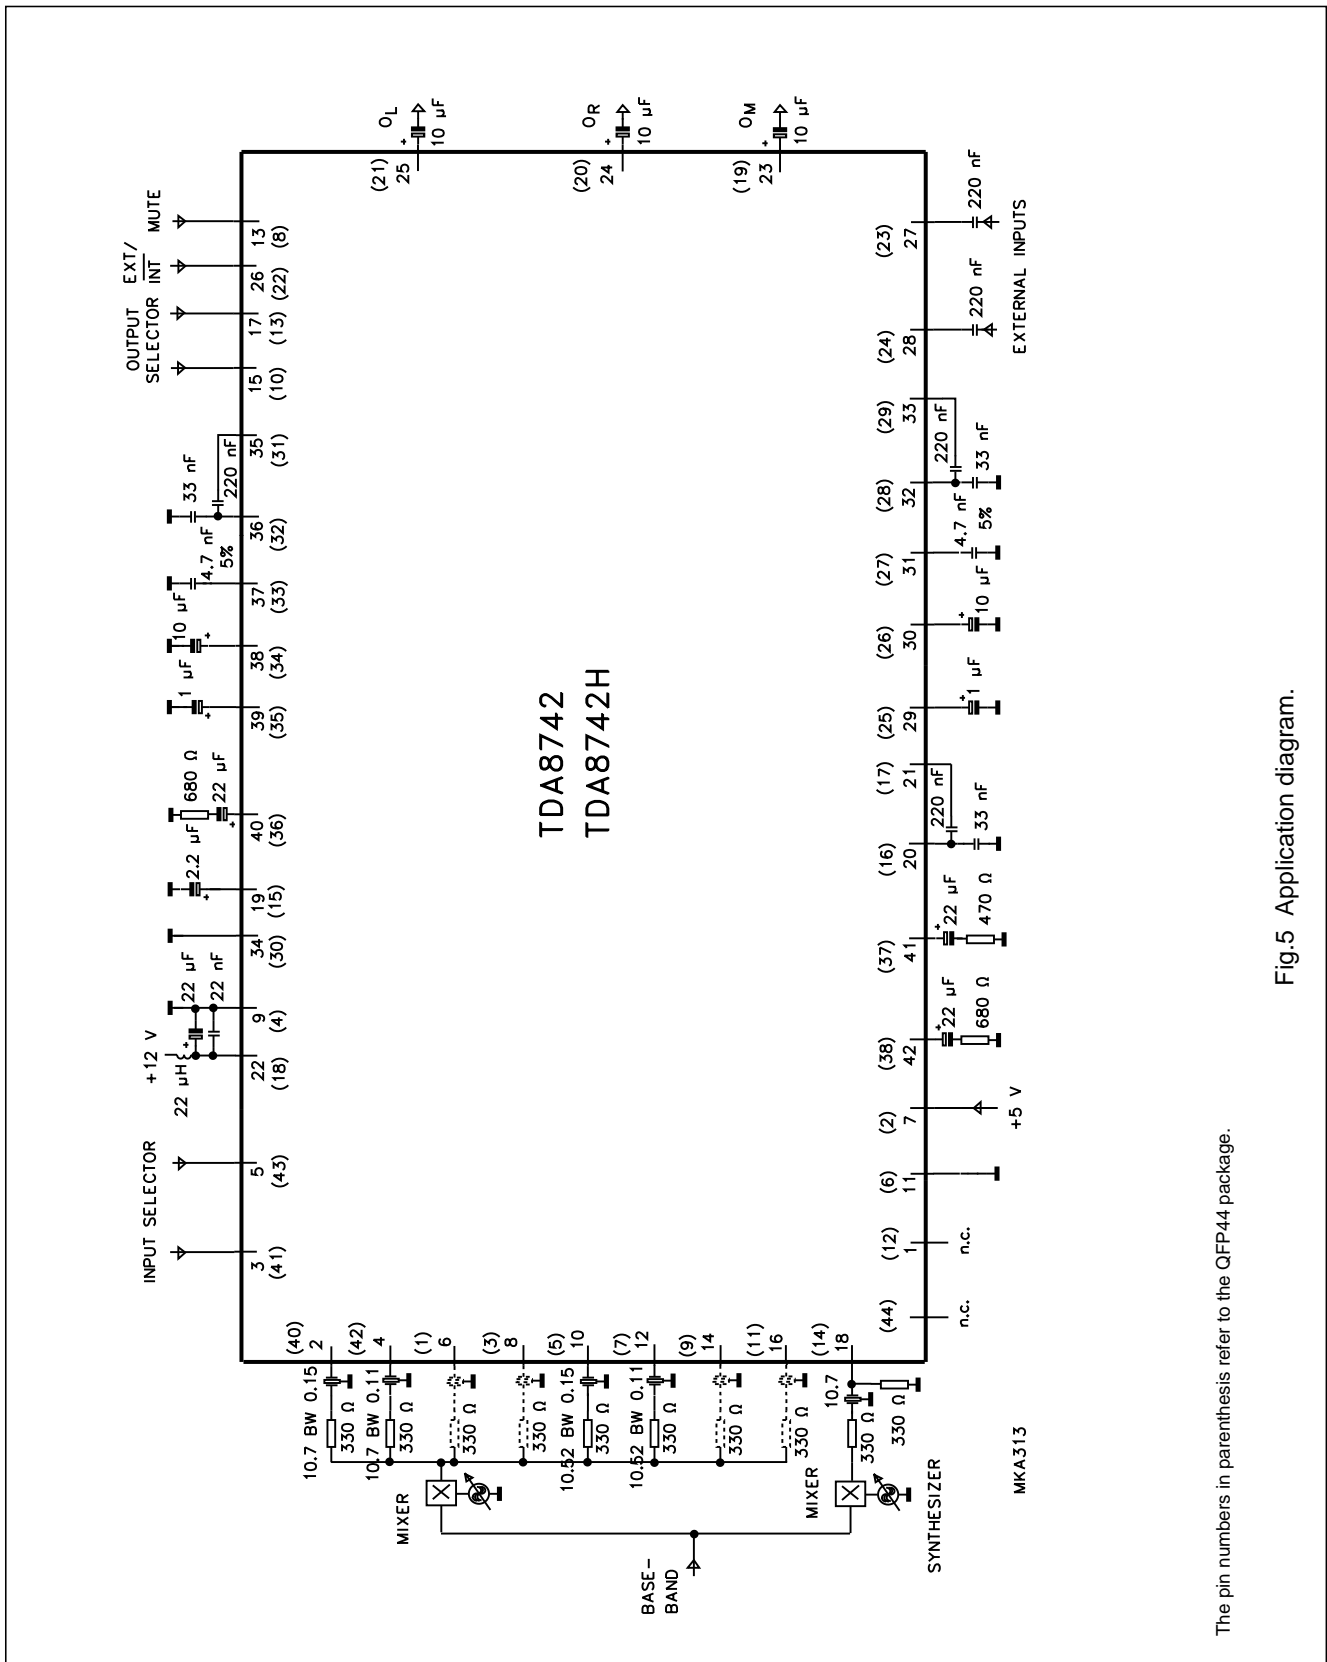 INPUT SELECTOR
+12 V
22 µH
22 µF
22 nF
2.2 µF
680 Ω
22 µF
1 µF
10 µF
4.7 nF
5%
33 nF
220 nF
OUTPUT
SELECTOR
EXT/
INT
MUTE
3
(41)
5
(43)
22
(18)
9
(4)
34
(30)
19
(15)
40
(36)
39
(35)
38
(34)
37
(33)
36
(32)
35
(31)
15
(10)
17
(13)
26
(22)
13
(8)
(40)
2
10.7 BW 0.15
330 Ω
(42)
4
10.7 BW 0.11
330 Ω
(1)
6
330 Ω
(3)
8
330 Ω
(5)
10
10.52 BW 0.15
330 Ω
(7)
12
10.52 BW 0.11
330 Ω
(9)
14
330 Ω
(11)
16
330 Ω
(14)
18
10.7
330 Ω
330 Ω
MIXER
BASE-
BAND
MIXER
SYNTHESIZER
TDA8742
TDA8742H
(21)
25
OL
10 µF
(20)
24
OR
10 µF
(19)
23
OM
10 µF
(44)
n.c.
(12)
1
n.c.
(6)
11
(2)
7
+5 V
(38)
42
22 µF
680 Ω
(37)
41
22 µF
470 Ω
(16)
20
(17)
21
220 nF
33 nF
(25)
29
1 µF
(26)
30
10 µF
(27)
31
4.7 nF
5%
(28)
32
(29)
33
220 nF
33 nF
(24)
28
220 nF
(23)
27
220 nF
EXTERNAL INPUTS
MKA313
The pin numbers in parenthesis refer to the QFP44 package.
Fig.5 Application diagram.